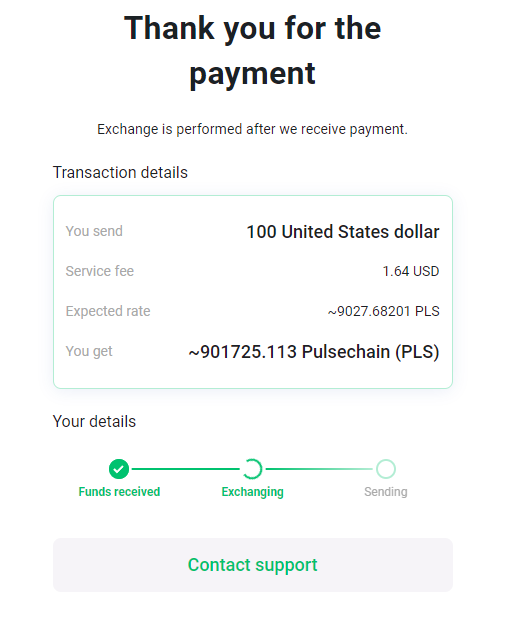 Thank you for the
payment
Exchange is performed after we receive payment.
Transaction details
You send 100 United States dollar
Service fee 1.64 USD
Expected rate ~9027.68201 PLS
You get ~901725.113 Pulsechain (PLS)
Your details
Funds received Exchanging Sending
Contact support